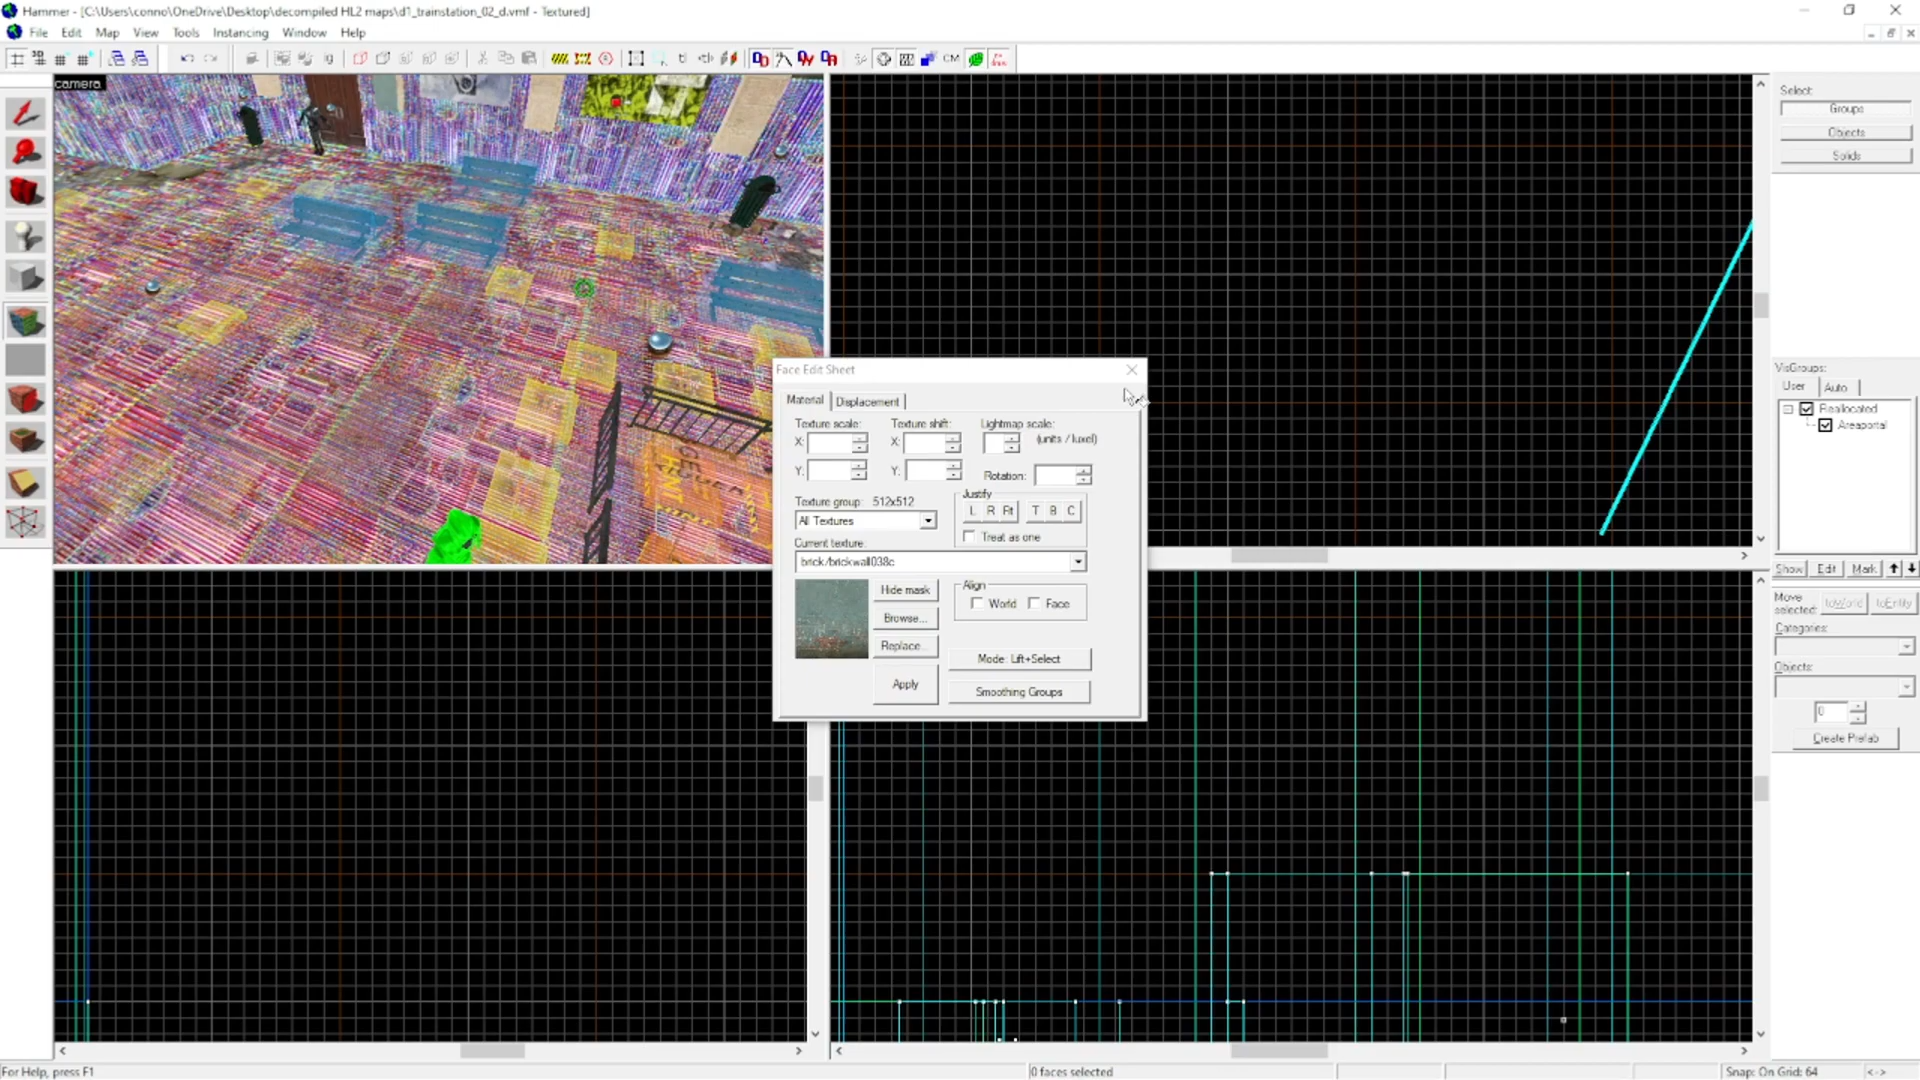 Hammer - [C:\Users\conno\OneDrive\Desktop\decompiled HL2 maps\d1_trainstation_02_d.vmf - Textured]
File Edit Map View Tools Instancing Window Help
CM
camera
Select:
Groups
Objects
Solids
VisGroups:
User Auto
Reallocated
Areaportal
Show Edit Mark
Move selected: toWorld toEntity
Categories:
Objects:
0
Create Prefab
Face Edit Sheet
Material Displacement
Texture scale: Texture shift: Lightmap scale:
X: X: (units / luxel)
Y: Y: Rotation:
Texture group: 512x512 Justify
All Textures L R Fit T B C
Treat as one
Current texture:
brick/brickwall038c
Hide mask Align
World Face
Browse...
Replace...
Mode: Lift+Select
Apply
Smoothing Groups
For Help, press F1
0 faces selected
Snap: On Grid: 64
<->